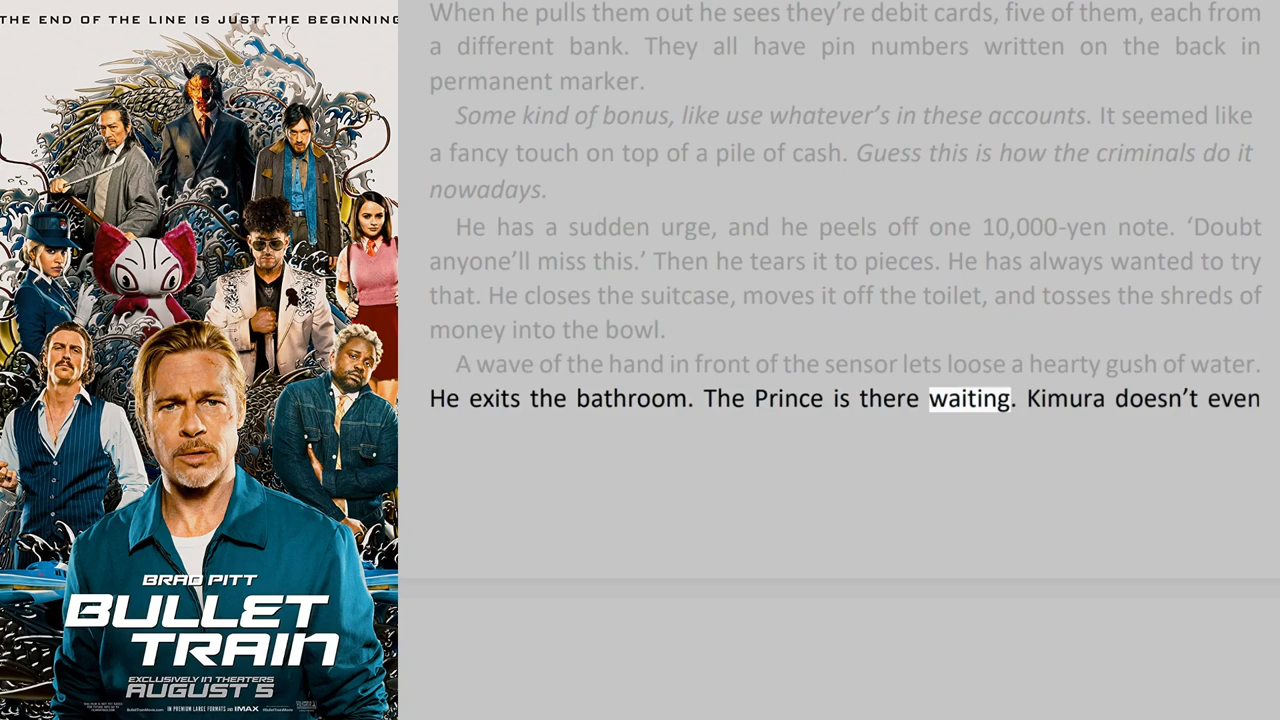 THE END OF THE LINE IS JUST THE BEGINNING
BRAD PITT
BULLET
TRAIN
EXCLUSIVELY IN THEATERS
AUGUST 5
BulletTrainMovie.com
IN PREMIUM LARGE FORMATS AND IMAX
#BulletTrainMovie
When he pulls them out he sees they’re debit cards, five of them, each from
a different bank. They all have pin numbers written on the back in
permanent marker.
Some kind of bonus, like use whatever’s in these accounts. It seemed like
a fancy touch on top of a pile of cash. Guess this is how the criminals do it
nowadays.
He has a sudden urge, and he peels off one 10,000-yen note. ‘Doubt
anyone’ll miss this.’ Then he tears it to pieces. He has always wanted to try
that. He closes the suitcase, moves it off the toilet, and tosses the shreds of
money into the bowl.
A wave of the hand in front of the sensor lets loose a hearty gush of water.
He exits the bathroom. The Prince is there waiting. Kimura doesn’t even